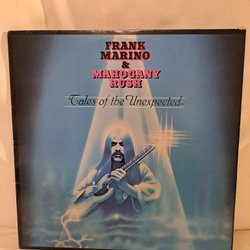 FRANK
MARINO
&
MAHOGANY
RUSH
Tales of the Unexpected